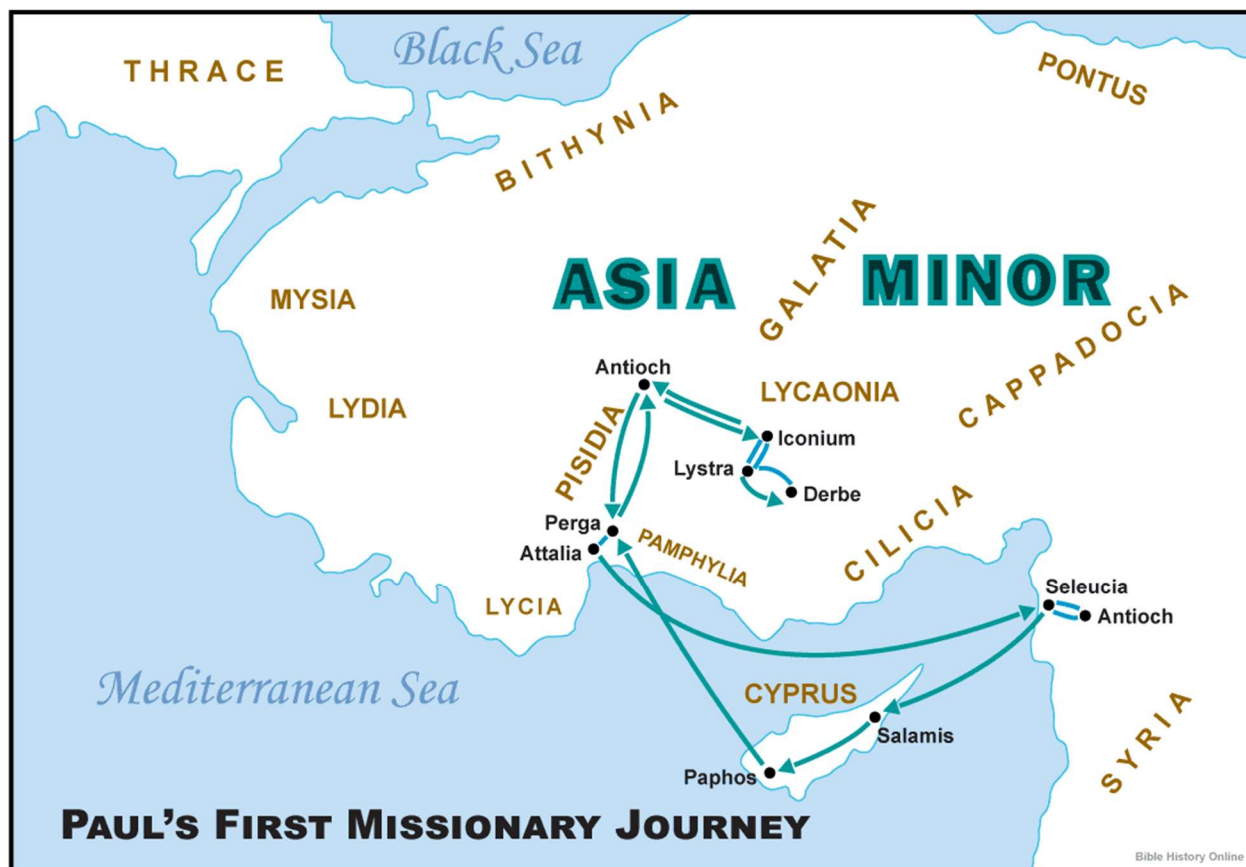 Black Sea
THRACE
PONTUS
BITHYNIA
GALATIA
ASIA MINOR
MYSIA
CAPPADOCIA
Antioch
LYCAONIA
LYDIA
PISIDIA
Iconium
Lystra
Derbe
Perga
PAMPHYLIA
CILICIA
Attalia
Seleucia
LYCIA
Antioch
Mediterranean Sea
CYPRUS
Salamis
SYRIA
Paphos
PAUL'S FIRST MISSIONARY JOURNEY
Bible History Online